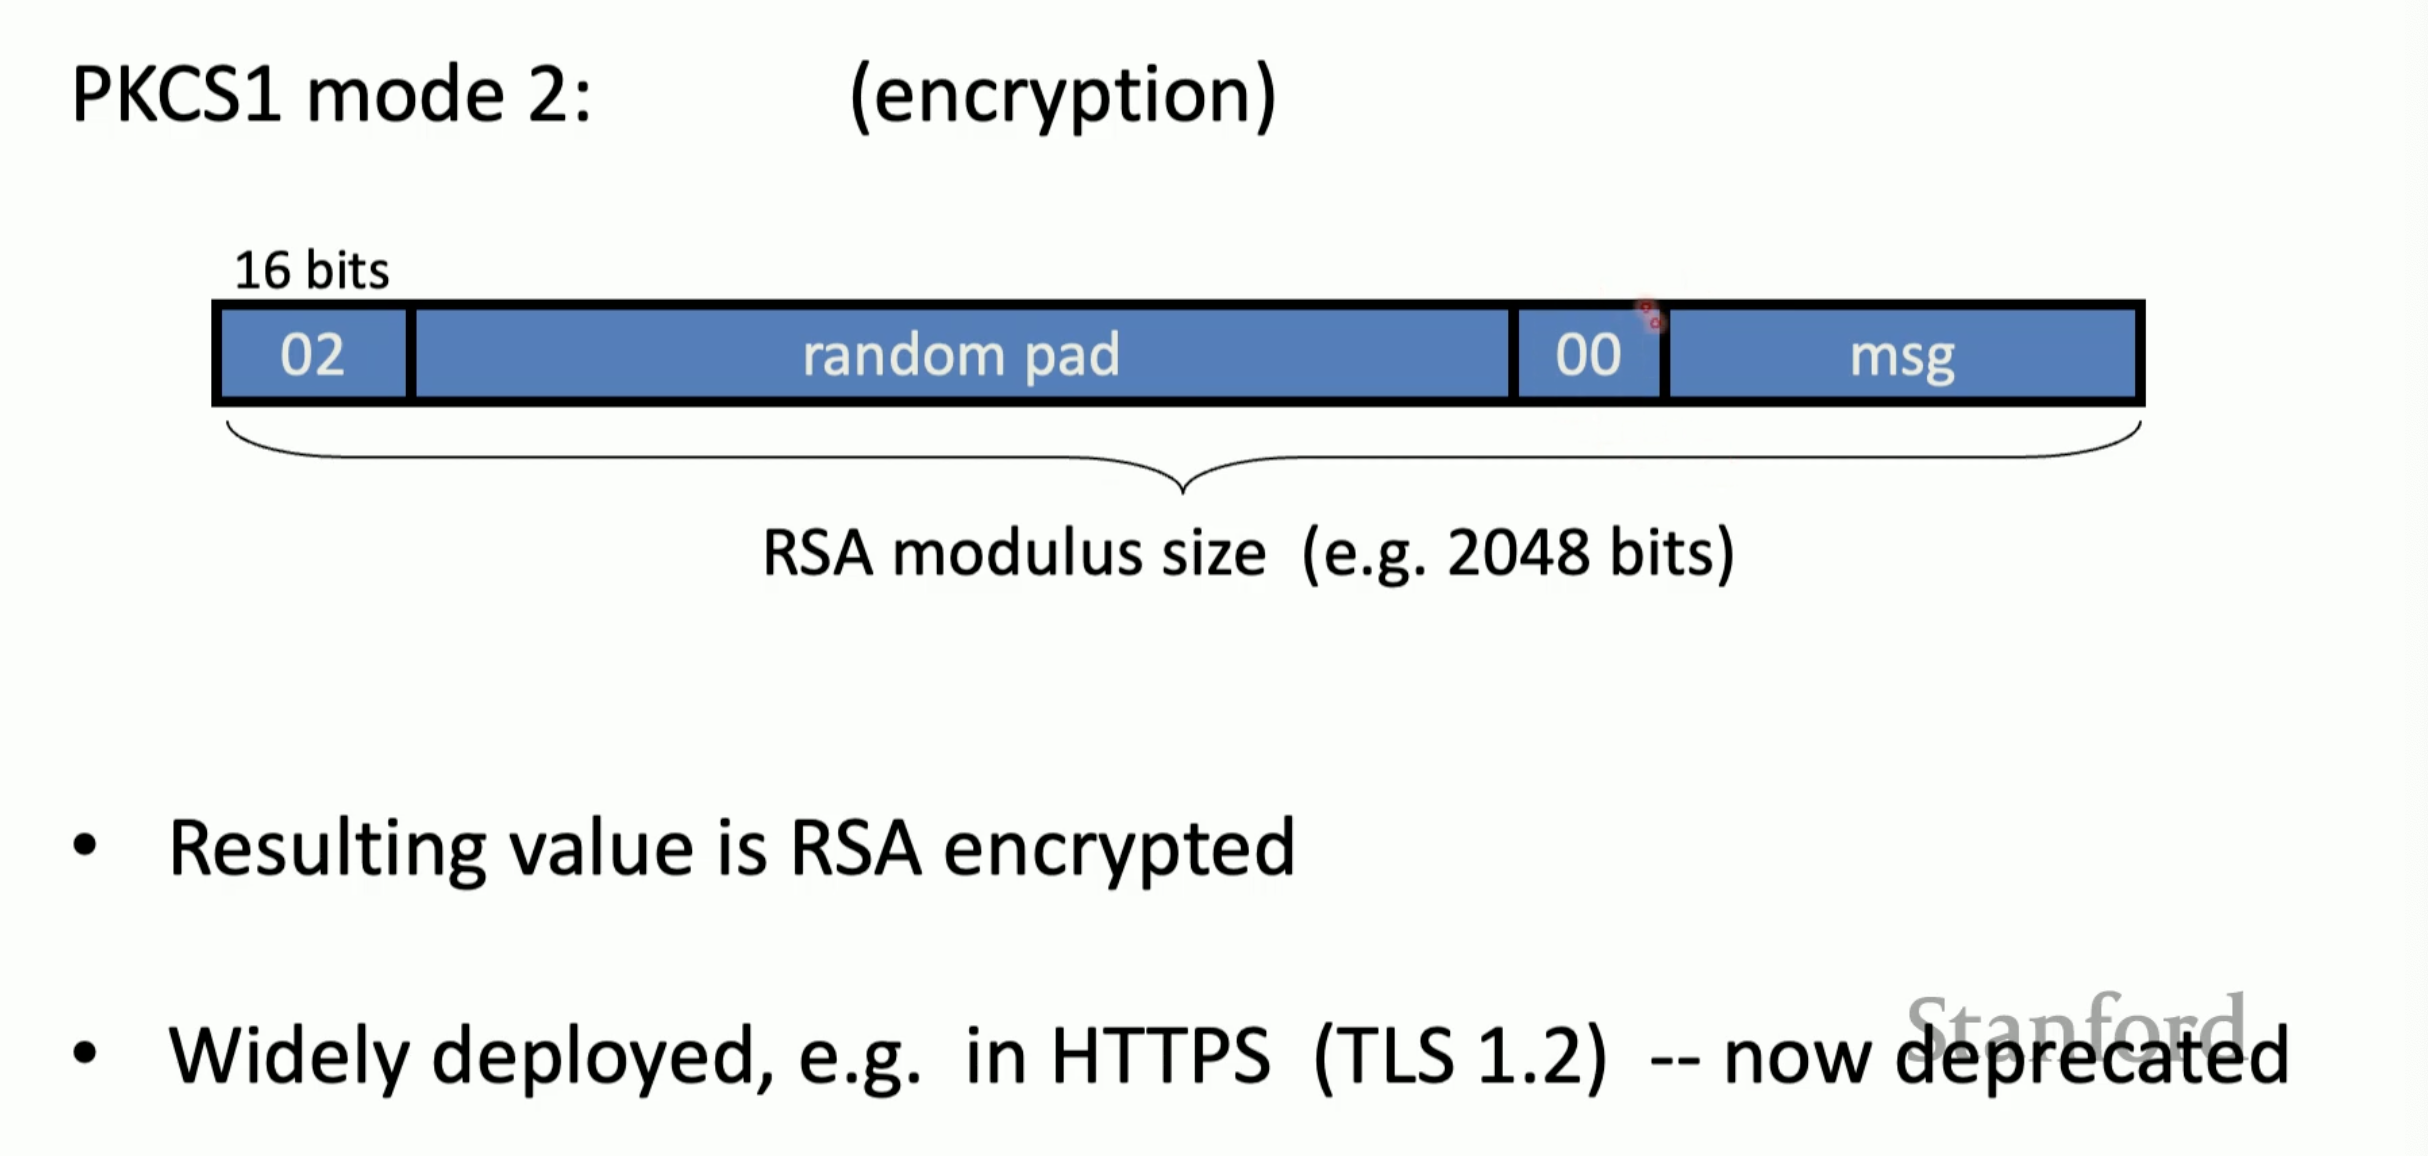 PKCS1 mode 2: (encryption)
16 bits
02 random pad 00 msg
RSA modulus size (e.g. 2048 bits)
• Resulting value is RSA encrypted
Stanford
• Widely deployed, e.g. in HTTPS (TLS 1.2) -- now deprecated